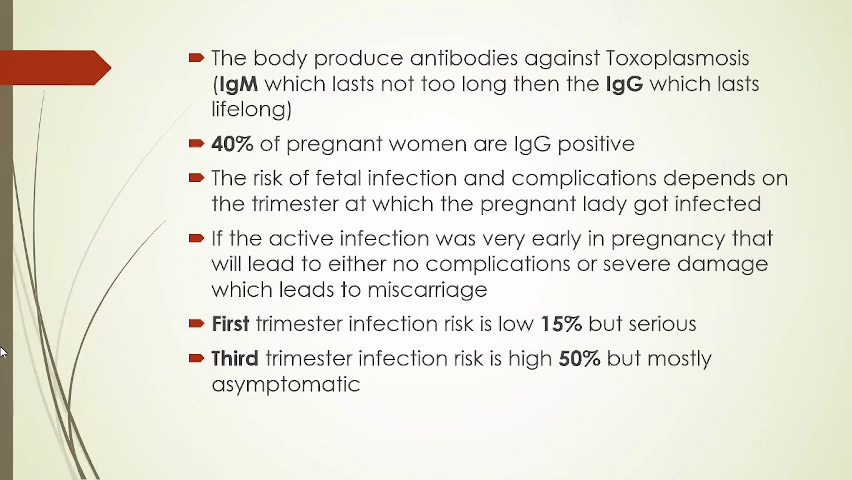 The body produce antibodies against Toxoplasmosis
(IgM which lasts not too long then the IgG which lasts
lifelong)
40% of pregnant women are IgG positive
The risk of fetal infection and complications depends on
the trimester at which the pregnant lady got infected
If the active infection was very early in pregnancy that
will lead to either no complications or severe damage
which leads to miscarriage
First trimester infection risk is low 15% but serious
Third trimester infection risk is high 50% but mostly
asymptomatic